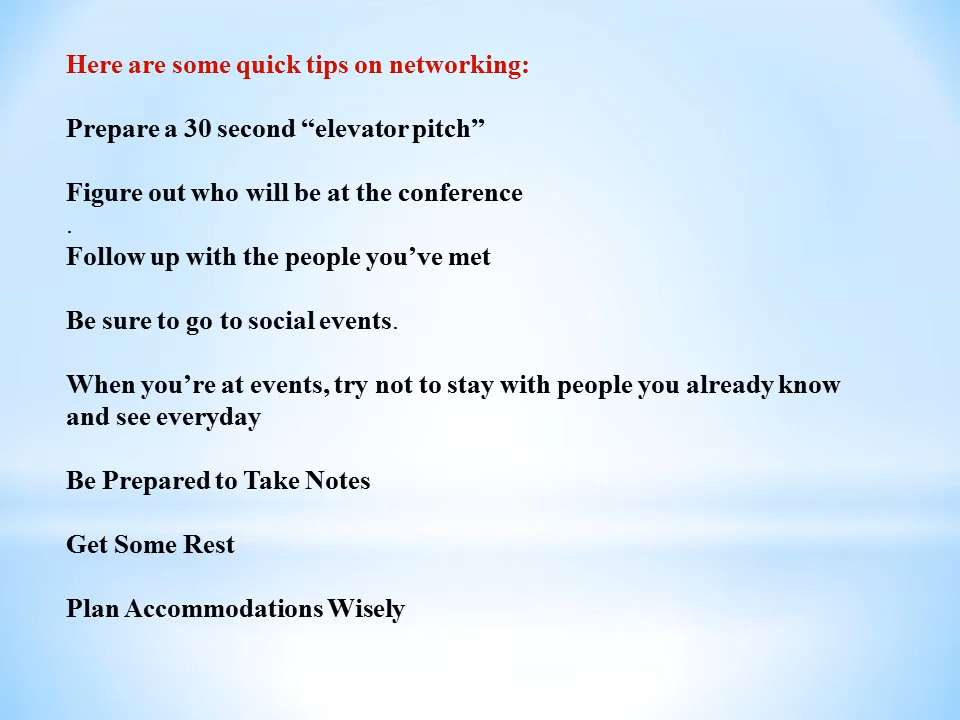 Here are some quick tips on networking:
Prepare a 30 second “elevator pitch”
Figure out who will be at the conference
.
Follow up with the people you’ve met
Be sure to go to social events.
When you’re at events, try not to stay with people you already know
and see everyday
Be Prepared to Take Notes
Get Some Rest
Plan Accommodations Wisely